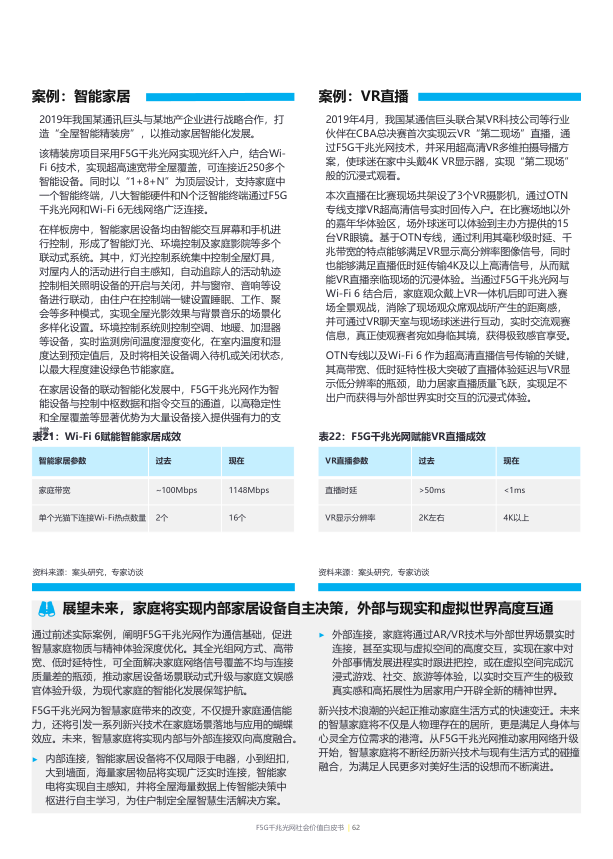 案例：智能家居
2019年我国某通讯巨头与某地产企业进行战略合作，打
造“全屋智能精装房”，以推动家居智能化发展。
该精装房项目采用F5G千兆光网实现光纤入户，结合Wi-
Fi 6技术，实现超高速宽带全屋覆盖，可连接近250多个
智能设备。同时以“1+8+N”为顶层设计，支持家庭中
一个智能终端，八大智能硬件和N个泛智能终端通过F5G
千兆光网和Wi-Fi 6无线网络广泛连接。
在样板房中，智能家居设备均由智能交互屏幕和手机进
行控制，形成了智能灯光、环境控制及家庭影院等多个
联动式系统。其中，灯光控制系统集中控制全屋灯具，
对屋内人的活动进行自主感知，自动追踪人的活动轨迹
控制相关照明设备的开启与关闭，并与窗帘、音响等设
备进行联动，由住户在控制端一键设置睡眠、工作、聚
会等多种模式，实现全屋光影效果与背景音乐的场景化
多样化设置。环境控制系统则控制空调、地暖、加湿器
等设备，实时监测房间温度湿度变化，在室内温度和湿
度达到预定值后，及时将相关设备调入待机或关闭状态，
以最大程度建设绿色节能家庭。
在家居设备的联动智能化发展中，F5G千兆光网作为智
能设备与控制中枢数据和指令交互的通道，以高稳定性
和全屋覆盖等显著优势为大量设备接入提供强有力的支
撑。
表21：Wi-Fi 6赋能智能家居成效
智能家居参数 过去 现在
家庭带宽 ~100Mbps 1148Mbps
单个光猫下连接Wi-Fi热点数量 2个 16个
资料来源：案头研究，专家访谈
案例：VR直播
2019年4月，我国某通信巨头联合某VR科技公司等行业
伙伴在CBA总决赛首次实现云VR“第二现场”直播，通
过F5G千兆光网技术，并采用超高清VR多维拍摄导播方
案，使球迷在家中头戴4K VR显示器，实现“第二现场”
般的沉浸式观看。
本次直播在比赛现场共架设了3个VR摄影机，通过OTN
专线支撑VR超高清信号实时回传入户。在比赛场地以外
的嘉年华体验区，场外球迷可以体验到主办方提供的15
台VR眼镜。基于OTN专线，通过利用其毫秒级时延、千
兆带宽的特点能够满足VR显示高分辨率图像信号，同时
也能够满足直播低时延传输4K及以上高清信号，从而赋
能VR直播亲临现场的沉浸体验。当通过F5G千兆光网与
Wi-Fi 6 结合后，家庭观众戴上VR一体机后即可进入赛
场全景观战，消除了现场观众席观战所产生的距离感，
并可通过VR聊天室与现场球迷进行互动，实时交流观赛
信息，真正使观赛者宛如身临其境，获得极致感官享受。
OTN专线以及Wi-Fi 6 作为超高清直播信号传输的关键，
其高带宽、低时延特性极大突破了直播体验延迟与VR显
示低分辨率的瓶颈，助力居家直播质量飞跃，实现足不
出户而获得与外部世界实时交互的沉浸式体验。
表22：F5G千兆光网赋能VR直播成效
VR直播参数 过去 现在
直播时延 >50ms <1ms
VR显示分辨率 2K左右 4K以上
资料来源：案头研究，专家访谈
展望未来，家庭将实现内部家居设备自主决策，外部与现实和虚拟世界高度互通
通过前述实际案例，阐明F5G千兆光网作为通信基础，促进
智慧家庭物质与精神体验深度优化。其全光组网方式、高带
宽、低时延特性，可全面解决家庭网络信号覆盖不均与连接
质量差的瓶颈，推动家居设备场景联动式升级与家庭文娱感
官体验升级，为现代家庭的智能化发展保驾护航。
F5G千兆光网为智慧家庭带来的改变，不仅提升家庭通信能
力，还将引发一系列新兴技术在家庭场景落地与应用的蝴蝶
效应。未来，智慧家庭将实现内部与外部连接双向高度融合。
► 内部连接，智能家居设备将不仅局限于电器，小到纽扣，
大到墙面，海量家居物品将实现广泛实时连接，智能家
电将实现自主感知，并将全屋海量数据上传智能决策中
枢进行自主学习，为住户制定全屋智慧生活解决方案。
► 外部连接，家庭将通过AR/VR技术与外部世界场景实时
连接，甚至实现与虚拟空间的高度交互，实现在家中对
外部事情发展进程实时跟进把控，或在虚拟空间完成沉
浸式游戏、社交、旅游等体验，以实时交互产生的极致
真实感和高拓展性为居家用户开辟全新的精神世界。
新兴技术浪潮的兴起正推动家庭生活方式的快速变迁。未来
的智慧家庭将不仅是人物理存在的居所，更是满足人身体与
心灵全方位需求的港湾。从F5G千兆光网推动家用网络升级
开始，智慧家庭将不断经历新兴技术与现有生活方式的碰撞
融合，为满足人民更多对美好生活的设想而不断演进。
F5G千兆光网社会价值白皮书 | 62